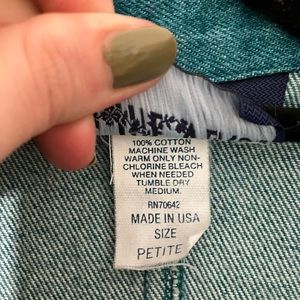 100% COTTON
MACHINE WASH
WARM ONLY NON-
CHLORINE BLEACH
WHEN NEEDED
TUMBLE DRY
MEDIUM.
RN70642
MADE IN USA
SIZE
PETITE